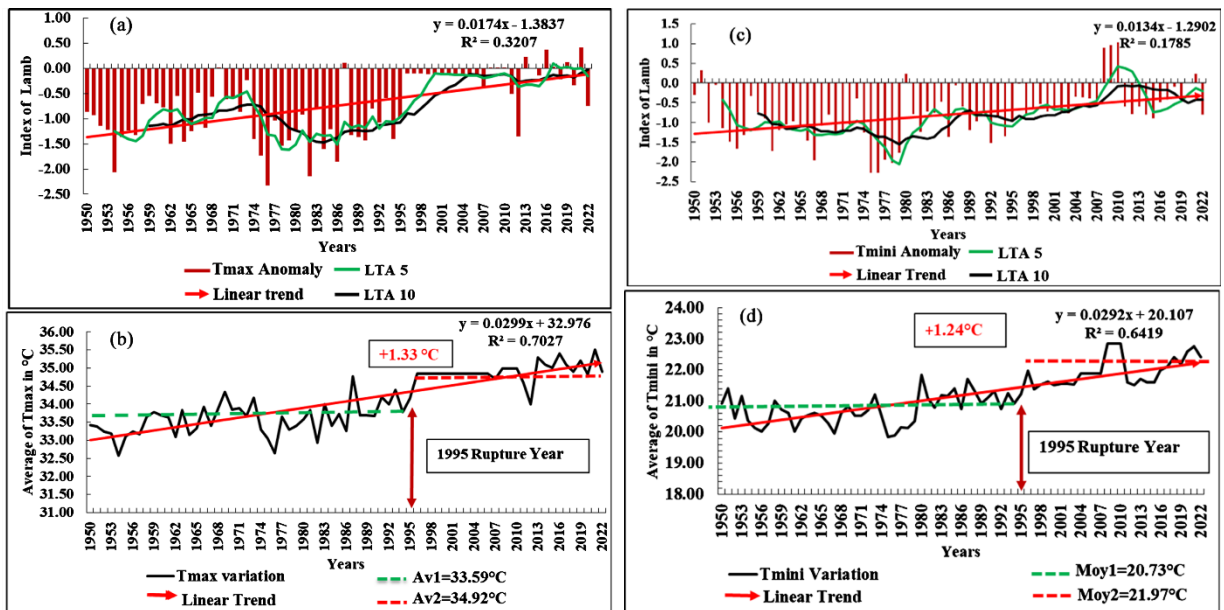 (a)
y = 0.0174x - 1.3837
R² = 0.3207
Index of Lamb
1.00
0.50
0.00
-0.50
-1.00
-1.50
-2.00
-2.50
1950 1953 1956 1959 1962 1965 1968 1971 1974 1977 1980 1983 1986 1989 1992 1995 1998 2001 2004 2007 2010 2013 2016 2019 2022
Years
Tmax Anomaly LTA 5
Linear trend LTA 10
(c)
y = 0.0134x - 1.2902
R² = 0.1785
Index of Lamb
1.5
1.0
0.5
0.0
-0.5
-1.0
-1.5
-2.0
-2.5
1950 1953 1956 1959 1962 1965 1968 1971 1974 1977 1980 1983 1986 1989 1992 1995 1998 2001 2004 2007 2010 2013 2016 2019 2022
Years
Tmini Anomaly LTA 5
Linear Trend LTA 10
(b)
y = 0.0299x + 32.976
R² = 0.7027
+1.33 °C
Average of Tmax in °C
36.00
35.50
35.00
34.50
34.00
33.50
33.00
32.50
32.00
31.50
31.00
1995 Rupture Year
1950 1953 1956 1959 1962 1965 1968 1971 1974 1977 1980 1983 1986 1989 1992 1995 1998 2001 2004 2007 2010 2013 2016 2019 2022
Years
Tmax variation Av1=33.59°C
Linear Trend Av2=34.92°C
(d)
y = 0.0292x + 20.107
R² = 0.6419
+1.24°C
Average of Tmini in °C
24.00
23.00
22.00
21.00
20.00
19.00
18.00
1995 Rupture Year
1950 1953 1956 1959 1962 1965 1968 1971 1974 1977 1980 1983 1986 1989 1992 1995 1998 2001 2004 2007 2010 2013 2016 2019 2022
Years
Tmini Variation Moy1=20.73°C
Linear Trend Moy2=21.97°C